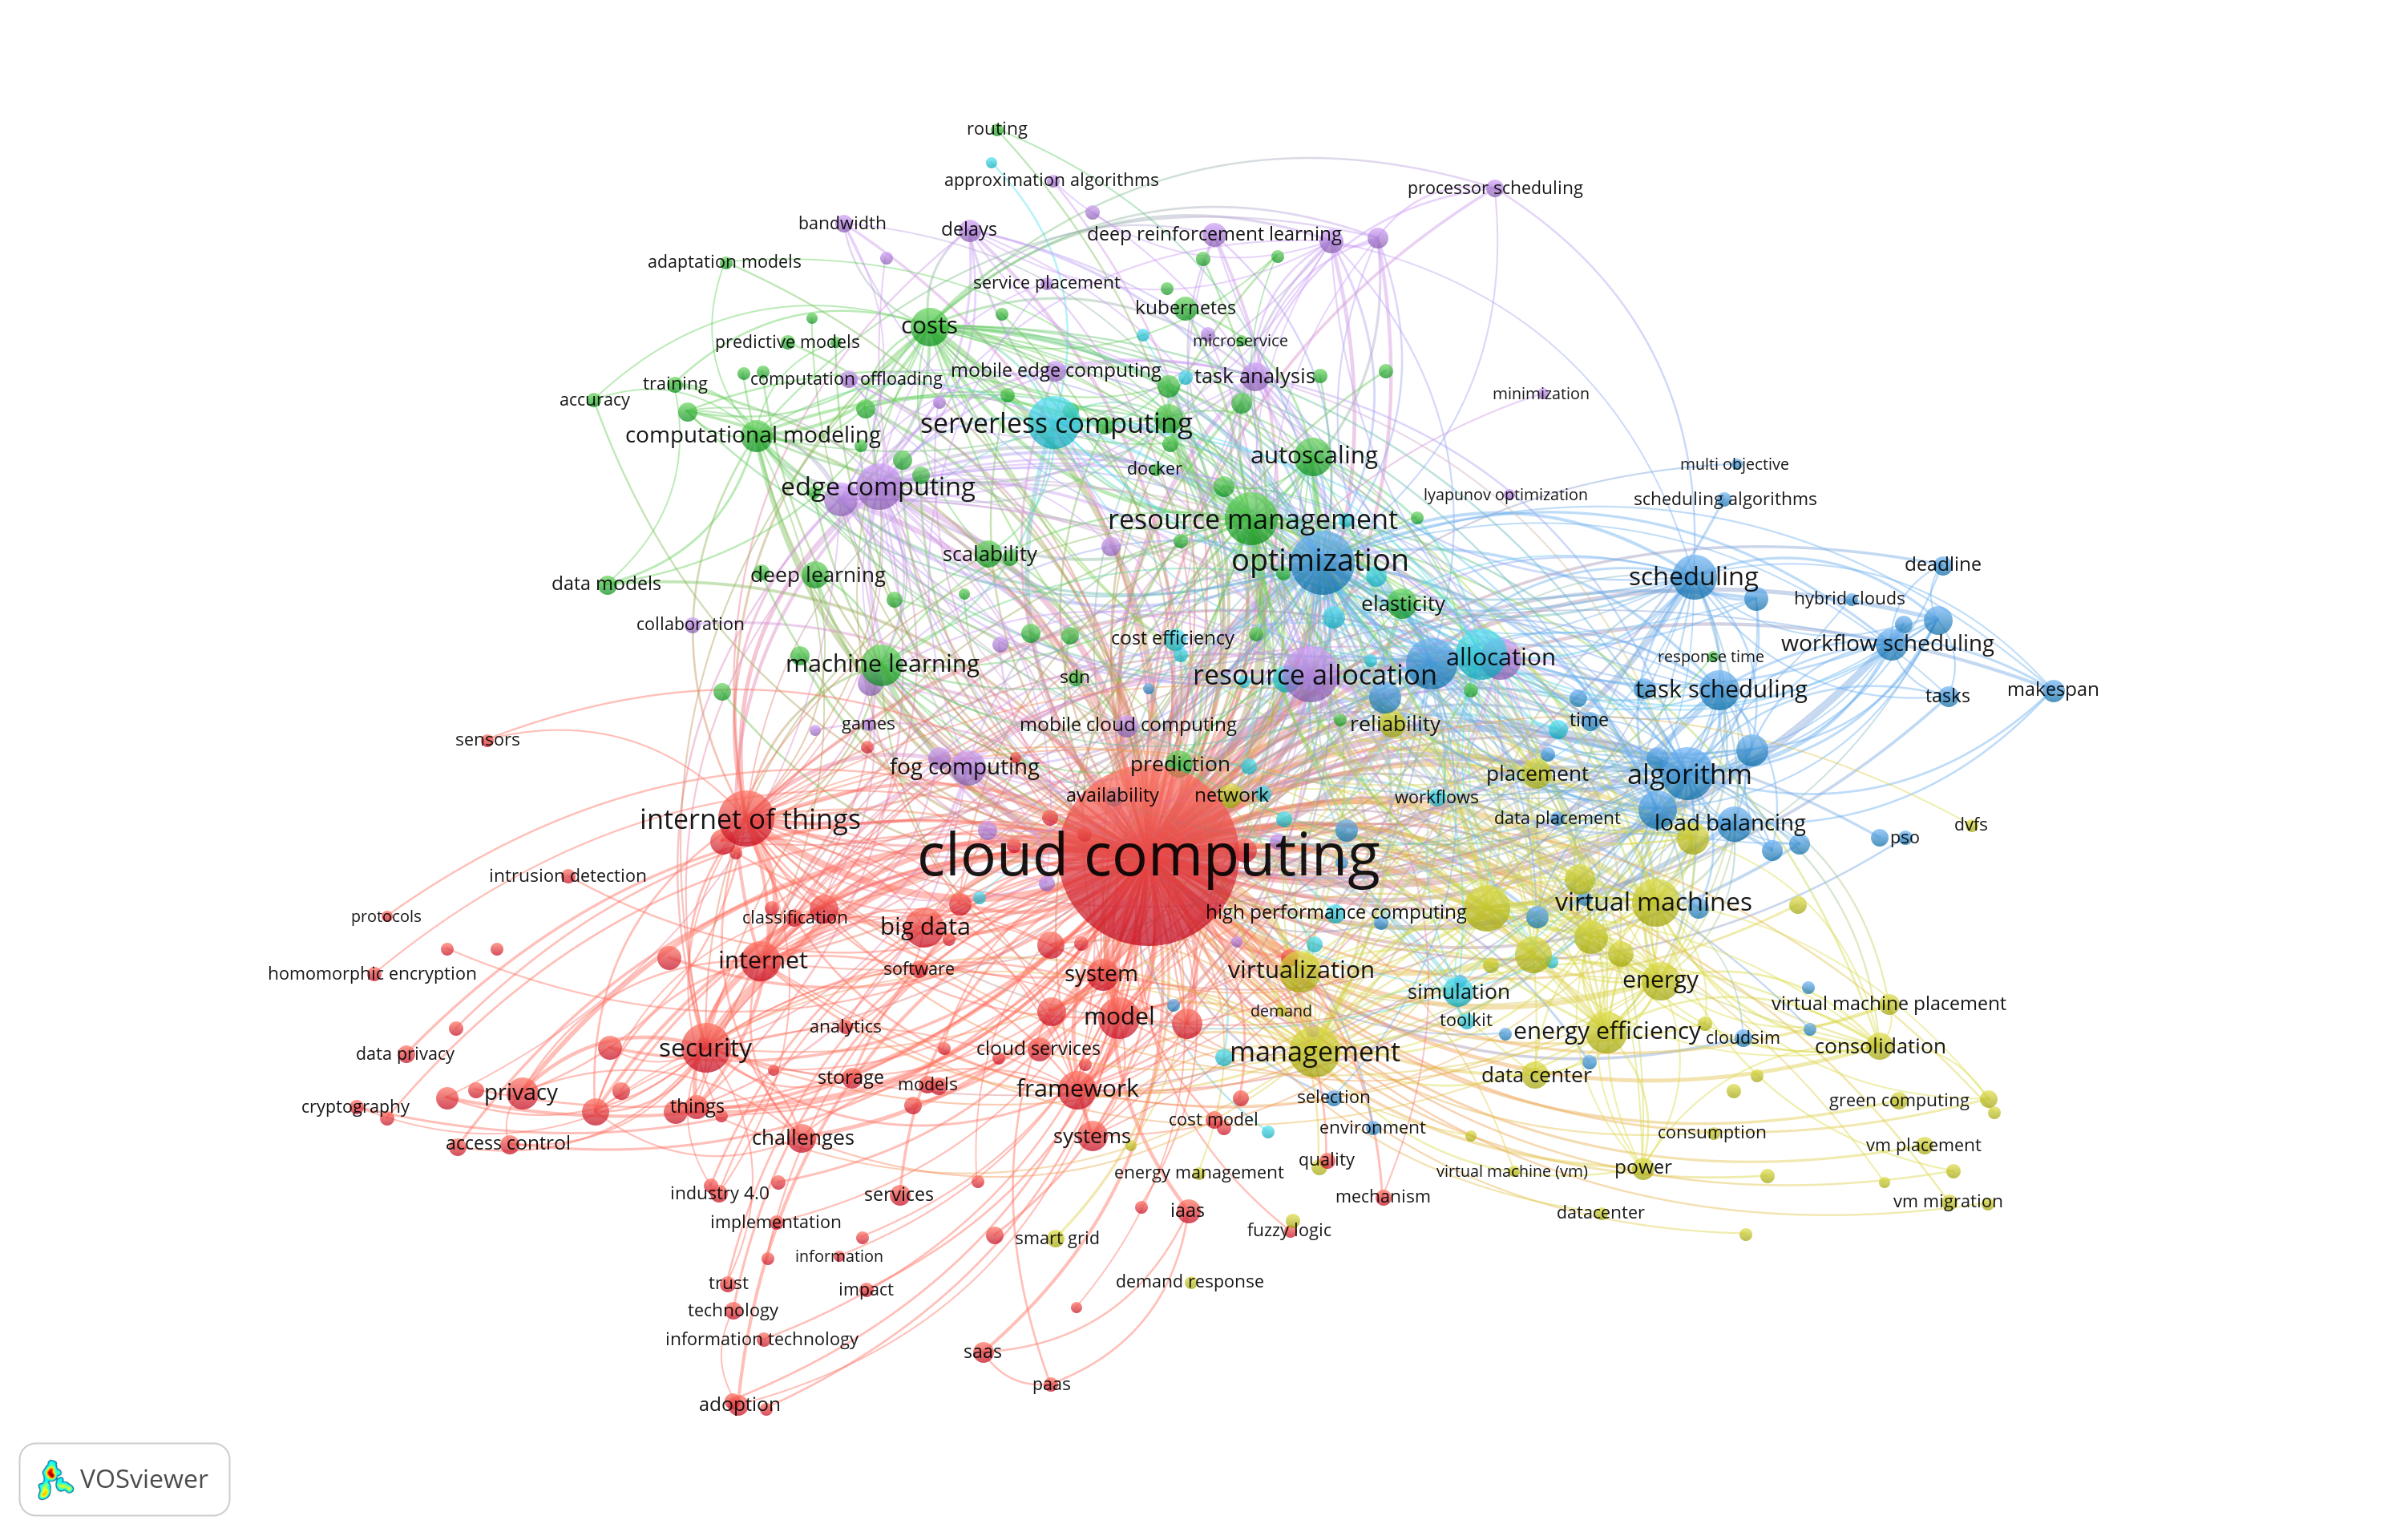 routing
approximation algorithms
processor scheduling
bandwidth
delays
deep reinforcement learning
adaptation models
service placement
kubernetes
costs
predictive models
microservice
mobile edge computing
task analysis
computation offloading
training
minimization
accuracy
serverless computing
computational modeling
autoscaling
multi objective
docker
edge computing
lyapunov optimization
scheduling algorithms
resource management
scalability
optimization
deadline
deep learning
scheduling
data models
hybrid clouds
elasticity
collaboration
cost efficiency
workflow scheduling
response time
allocation
machine learning
sdn
resource allocation
task scheduling
makespan
tasks
games
mobile cloud computing
reliability
time
sensors
prediction
fog computing
placement
algorithm
availability
network
workflows
internet of things
data placement
load balancing
dvfs
pso
cloud computing
intrusion detection
virtual machines
protocols
classification
high performance computing
big data
internet
software
homomorphic encryption
system
virtualization
energy
simulation
virtual machine placement
demand
model
toolkit
analytics
energy efficiency
cloudsim
security
cloud services
management
consolidation
data privacy
storage
models
data center
privacy
framework
selection
green computing
cryptography
things
cost model
environment
consumption
access control
challenges
systems
vm placement
quality
energy management
virtual machine (vm)
power
industry 4.0
services
mechanism
vm migration
implementation
iaas
datacenter
smart grid
fuzzy logic
information
trust
impact
demand response
technology
information technology
saas
paas
adoption
VOSviewer